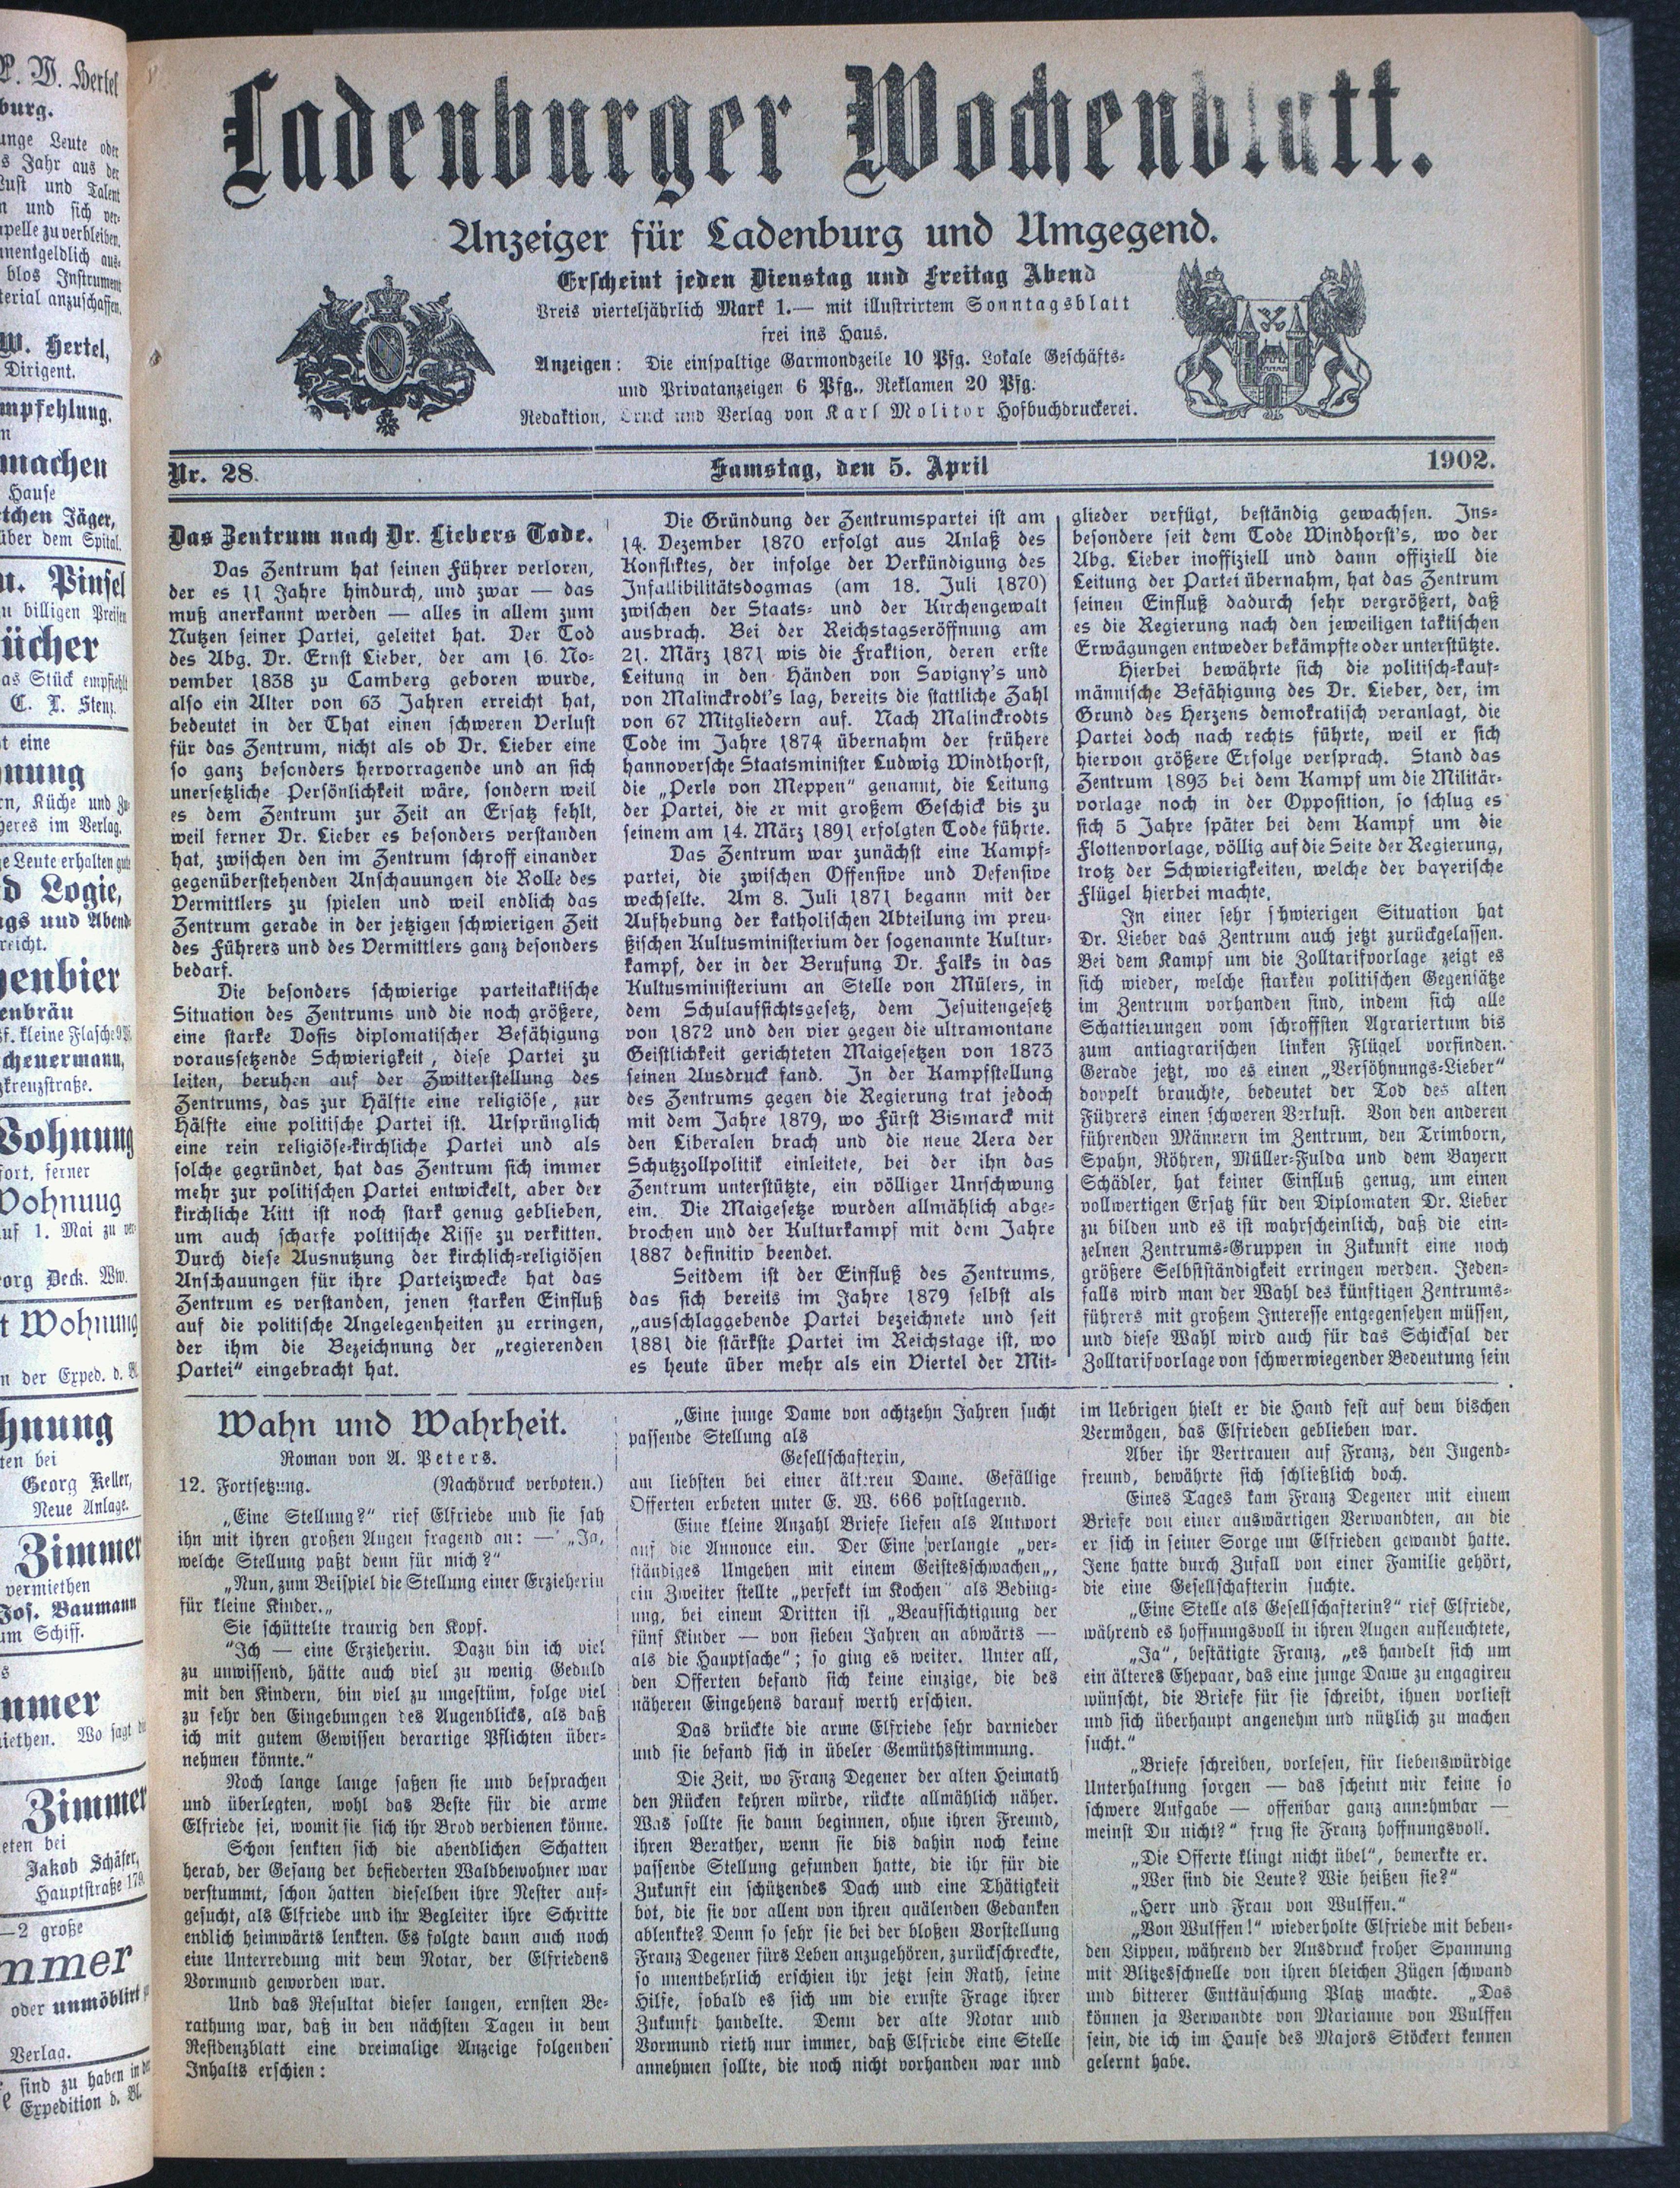 Ladenburger Wochenblatt.
Anzeiger für Ladenburg und Umgegend.
Erscheint jeden Dienstag und Freitag Abend
Preis vierteljährlich Mark 1.— mit illustrirtem Sonntagsblatt
frei ins Haus.
Anzeigen: Die einspaltige Garmondzeile 10 Pfg. Lokale Geschäfts-
und Privatanzeigen 6 Pfg., Reklamen 20 Pfg.
Redaktion, Druck und Verlag von Karl Molitor Hofbuchdruckerei.
Nr. 28. Samstag, den 5. April 1902.
Das Zentrum nach Dr. Liebers Tode.
Das Zentrum hat seinen Führer verloren,
der es 11 Jahre hindurch, und zwar — das
muß anerkannt werden — alles in allem zum
Nutzen seiner Partei, geleitet hat. Der Tod
des Abg. Dr. Ernst Lieber, der am 16. No-
vember 1838 zu Camberg geboren wurde,
also ein Alter von 63 Jahren erreicht hat,
bedeutet in der That einen schweren Verlust
für das Zentrum, nicht als ob Dr. Lieber eine
so ganz besonders hervorragende und an sich
unersetzliche Persönlichkeit wäre, sondern weil
es dem Zentrum zur Zeit an Ersatz fehlt,
weil ferner Dr. Lieber es besonders verstanden
hat, zwischen den im Zentrum schroff einander
gegenüberstehenden Anschauungen die Rolle des
Vermittlers zu spielen und weil endlich das
Zentrum gerade in der jetzigen schwierigen Zeit
des Führers und des Vermittlers ganz besonders
bedarf.
Die besonders schwierige parteitaktische
Situation des Zentrums und die noch größere,
eine starke Dosis diplomatischer Befähigung
voraussetzende Schwierigkeit, diese Partei zu
leiten, beruhen auf der Zwitterstellung des
Zentrums, das zur Hälfte eine religiöse, zur
Hälfte eine politische Partei ist. Ursprünglich
eine rein religiöse-kirchliche Partei und als
solche gegründet, hat das Zentrum sich immer
mehr zur politischen Partei entwickelt, aber der
kirchliche Kitt ist noch stark genug geblieben,
um auch scharfe politische Risse zu verkitten.
Durch diese Ausnutzung der kirchlich-religiösen
Anschauungen für ihre Parteizwecke hat das
Zentrum es verstanden, jenen starken Einfluß
auf die politische Angelegenheiten zu erringen,
der ihm die Bezeichnung der „regierenden
Partei“ eingebracht hat.
Die Gründung der Zentrumspartei ist am
14. Dezember 1870 erfolgt aus Anlaß des
Konfliktes, der infolge der Verkündigung des
Infallibilitätsdogmas (am 18. Juli 1870)
zwischen der Staats- und der Kirchengewalt
ausbrach. Bei der Reichstagseröffnung am
21. März 1871 wis die Fraktion, deren erste
Leitung in den Händen von Savigny's und
von Malinckrodt's lag, bereits die stattliche Zahl
von 67 Mitgliedern auf. Nach Malinckrodts
Tode im Jahre 1874 übernahm der frühere
hannoversche Staatsminister Ludwig Windthorst,
die „Perle von Meppen“ genannt, die Leitung
der Partei, die er mit großem Geschick bis zu
seinem am 14. März 1891 erfolgten Tode führte.
Das Zentrum war zunächst eine Kampf-
partei, die zwischen Offensive und Defensive
wechselte. Am 8. Juli 1871 begann mit der
Aufhebung der katholischen Abteilung im preu-
ßischen Kultusministerium der sogenannte Kultur-
kampf, der in der Berufung Dr. Falks in das
Kultusministerium an Stelle von Mülers, in
dem Schulaufsichtsgesetz, dem Jesuitengesetz
von 1872 und den vier gegen die ultramontane
Geistlichkeit gerichteten Maigesetzen von 1873
seinen Ausdruck fand. In der Kampfstellung
des Zentrums gegen die Regierung trat jedoch
mit dem Jahre 1879, wo Fürst Bismarck mit
den Liberalen brach und die neue Aera der
Schutzzollpolitik einleitete, bei der ihn das
Zentrum unterstützte, ein völliger Umschwung
ein. Die Maigesetze wurden allmählich abge-
brochen und der Kulturkampf mit dem Jahre
1887 definitiv beendet.
Seitdem ist der Einfluß des Zentrums,
das sich bereits im Jahre 1879 selbst als
„ausschlaggebende Partei bezeichnete und seit
1881 die stärkste Partei im Reichstage ist, wo
es heute über mehr als ein Viertel der Mit-
glieder verfügt, beständig gewachsen. Ins-
besondere seit dem Tode Windhorst's, wo der
Abg. Lieber inoffiziell und dann offiziell die
Leitung der Partei übernahm, hat das Zentrum
seinen Einfluß dadurch sehr vergrößert, daß
es die Regierung nach den jeweiligen taktischen
Erwägungen entweder bekämpfte oder unterstützte.
Hierbei bewährte sich die politisch-kauf-
männische Befähigung des Dr. Lieber, der, im
Grund des Herzens demokratisch veranlagt, die
Partei doch nach rechts führte, weil er sich
hiervon größere Erfolge versprach. Stand das
Zentrum 1893 bei dem Kampf um die Militär-
vorlage noch in der Opposition, so schlug es
sich 5 Jahre später bei dem Kampf um die
Flottenvorlage, völlig auf die Seite der Regierung,
trotz der Schwierigkeiten, welche der bayerische
Flügel hierbei machte.
In einer sehr schwierigen Situation hat
Dr. Lieber das Zentrum auch jetzt zurückgelassen.
Bei dem Kampf um die Zolltarifvorlage zeigt es
sich wieder, welche starken politischen Gegensätze
im Zentrum vorhanden sind, indem sich alle
Schattierungen vom schroffsten Agrariertum bis
zum antiagrarischen linken Flügel vorfinden.
Gerade jetzt, wo es einen „Versöhnungs-Lieber“
doppelt brauchte, bedeutet der Tod des alten
Führers einen schweren Verlust. Von den anderen
führenden Männern im Zentrum, den Trimborn,
Spahn, Röhren, Müller-Fulda und dem Bayern
Schädler, hat keiner Einfluß genug, um einen
vollwertigen Ersatz für den Diplomaten Dr. Lieber
zu bilden und es ist wahrscheinlich, daß die ein-
zelnen Zentrums-Gruppen in Zukunft eine noch
größere Selbstständigkeit erringen werden. Jeden-
falls wird man der Wahl des künftigen Zentrums-
führers mit großem Interesse entgegensehen müssen,
und diese Wahl wird auch für das Schicksal der
Zolltarifvorlage von schwerwiegender Bedeutung sein
Wahn und Wahrheit.
Roman von A. Peters.
12. Fortsetzung. (Nachdruck verboten.)
„Eine Stellung?“ rief Elfriede und sie sah
ihn mit ihren großen Augen fragend an: — „Ja,
welche Stellung paßt denn für mich?“
„Nun, zum Beispiel die Stellung einer Erzieherin
für kleine Kinder.„
Sie schüttelte traurig den Kopf.
“Ich — eine Erzieherin. Dazu bin ich viel
zu unwissend, hätte auch viel zu wenig Geduld
mit den Kindern, bin viel zu ungestüm, folge viel
zu sehr den Eingebungen des Augenblicks, als daß
ich mit gutem Gewissen derartige Pflichten über-
nehmen könnte.“
Noch lange lange saßen sie und besprachen
und überlegten, wohl das Beste für die arme
Elfriede sei, womit sie sich ihr Brod verdienen könne.
Schon senkten sich die abendlichen Schatten
herab, der Gesang der befiederten Waldbewohner war
verstummt, schon hatten dieselben ihre Nester auf-
gesucht, als Elfriede und ihr Begleiter ihre Schritte
endlich heimwärts lenkten. Es folgte dann auch noch
eine Unterredung mit dem Notar, der Elfriedens
Vormund geworden war.
Und das Resultat dieser langen, ernsten Be-
rathung war, daß in den nächsten Tagen in dem
Residenzblatt eine dreimalige Anzeige folgenden
Inhalts erschien:
„Eine junge Dame von achtzehn Jahren sucht
passende Stellung als
Gesellschafterin,
am liebsten bei einer älteren Dame. Gefällige
Offerten erbeten unter E. W. 666 postlagernd.
Eine kleine Anzahl Briefe liefen als Antwort
auf die Annonce ein. Der Eine verlangte „ver-
ständiges Umgehen mit einem Geistesschwachen„,
ein Zweiter stellte „perfekt im Kochen“ als Beding-
ung, bei einem Dritten ist „Beaufsichtigung der
fünf Kinder — von sieben Jahren an abwärts —
als die Hauptsache“; so ging es weiter. Unter all,
den Offerten befand sich keine einzige, die des
näheren Eingehens darauf werth erschien.
Das drückte die arme Elfriede sehr darnieder
und sie befand sich in übeler Gemüthsstimmung.
Die Zeit, wo Franz Degener der alten Heimath
den Rücken kehren würde, rückte allmählich näher.
Was sollte sie dann beginnen, ohne ihren Freund,
ihren Berather, wenn sie bis dahin noch keine
passende Stellung gefunden hatte, die ihr für die
Zukunft ein schützendes Dach und eine Thätigkeit
bot, die sie vor allem von ihren quälenden Gedanken
ablenkte? Denn so sehr sie bei der bloßen Vorstellung
Franz Degener fürs Leben anzugehören, zurückschreckte,
so unentbehrlich erschien ihr jetzt sein Rath, seine
Hilfe, sobald es sich um die ernste Frage ihrer
Zukunft handelte. Denn der alte Notar und
Vormund rieth nur immer, daß Elfriede eine Stelle
annehmen sollte, die noch nicht vorhanden war und
im Uebrigen hielt er die Hand fest auf dem bischen
Vermögen, das Elfrieden geblieben war.
Aber ihr Vertrauen auf Franz, den Jugend-
freund, bewährte sich schließlich doch.
Eines Tages kam Franz Degener mit einem
Briefe von einer auswärtigen Verwandten, an die
er sich in seiner Sorge um Elfrieden gewandt hatte.
Jene hatte durch Zufall von einer Familie gehört,
die eine Gesellschafterin suchte.
„Eine Stelle als Gesellschafterin?“ rief Elfriede,
während es hoffnungsvoll in ihren Augen aufleuchtete,
„Ja“, bestätigte Franz, „es handelt sich um
ein älteres Ehepaar, das eine junge Dame zu engagiren
wünscht, die Briefe für sie schreibt, ihnen vorliest
und sich überhaupt angenehm und nützlich zu machen
sucht.“
„Briefe schreiben, vorlesen, für liebenswürdige
Unterhaltung sorgen — das scheint mir keine so
schwere Aufgabe — offenbar ganz annehmbar —
meinst Du nicht?“ frug sie Franz hoffnungsvoll.
„Die Offerte klingt nicht übel“, bemerkte er.
„Wer sind die Leute? Wie heißen sie?“
„Herr und Frau von Wulffen.“
„Von Wulffen!“ wiederholte Elfriede mit beben-
den Lippen, während der Ausdruck froher Spannung
mit Blitzesschnelle von ihren bleichen Zügen schwand
und bitterer Enttäuschung Platz machte. „Das
können ja Verwandte von Marianne von Wulffen
sein, die ich im Hause des Majors Stöckert kennen
gelernt habe.